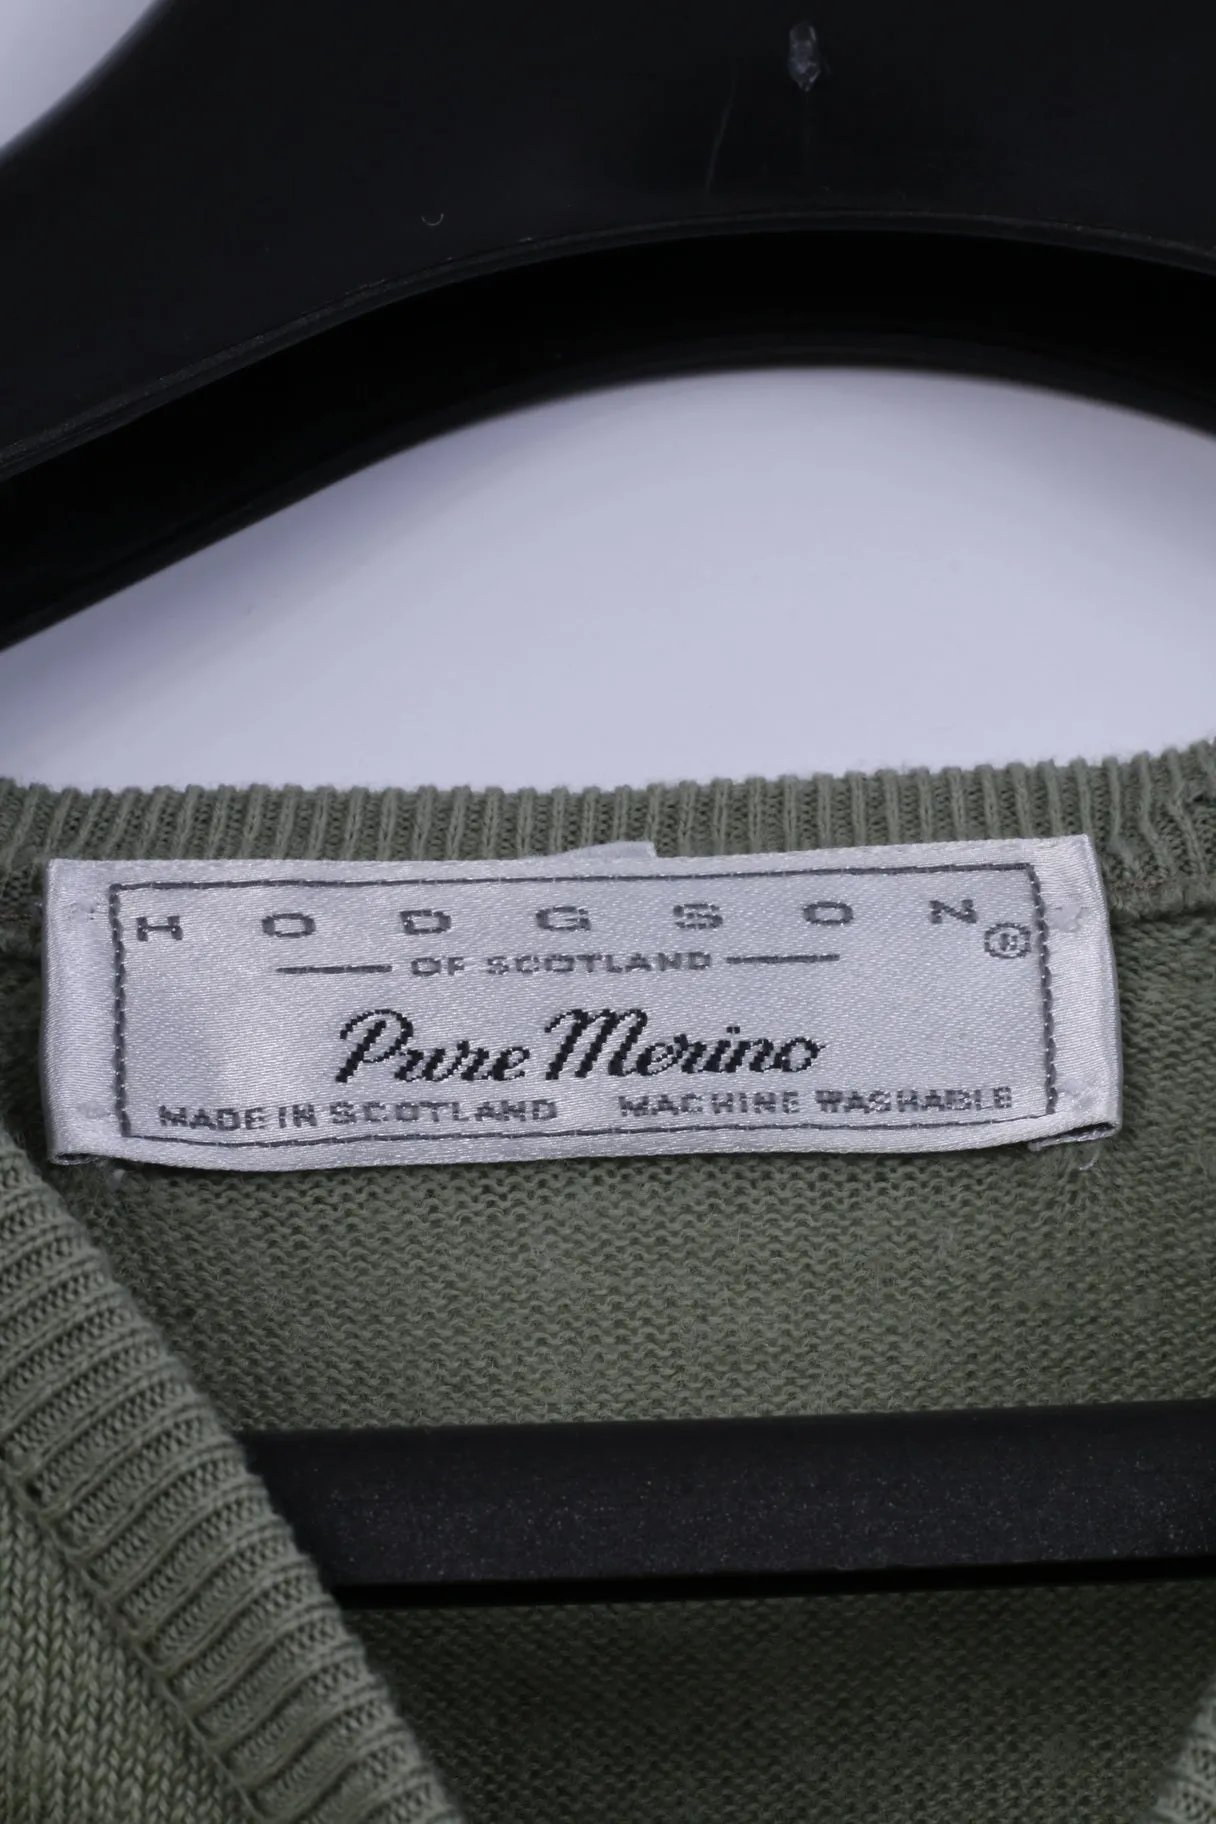 HODGSON®
OF SCOTLAND
Pure Merino
MADE IN SCOTLAND MACHINE WASHABLE